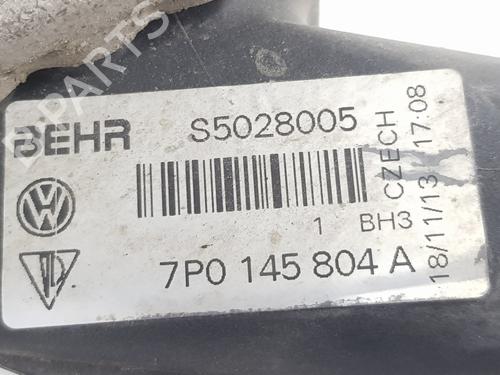 BEHR
S5028005
1 BH3
7P0 145 804 A
CZECH
18/11/13 17:08
B-PARTS